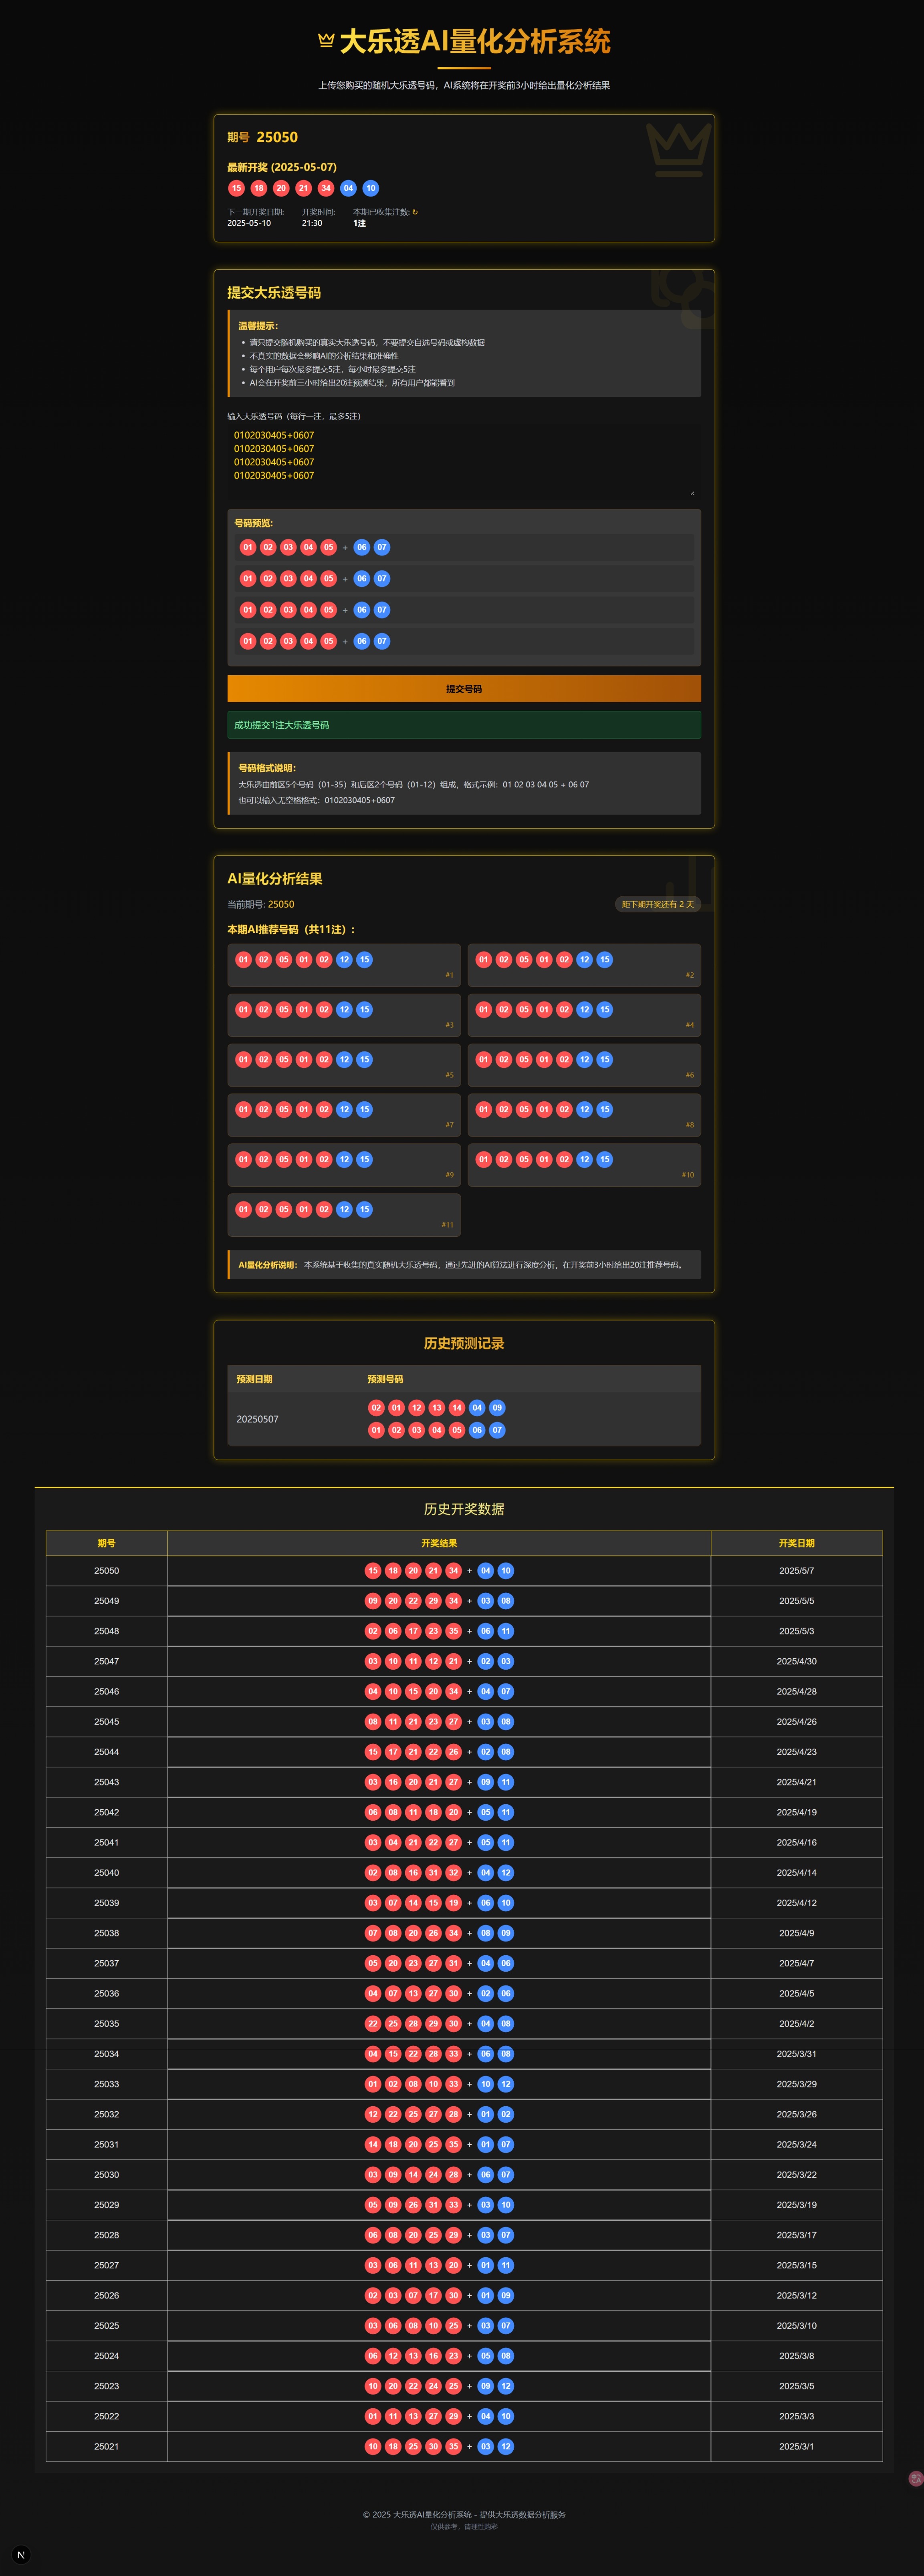 大乐透AI量化分析系统
上传您购买的随机大乐透号码，AI系统将在开奖前3小时给出量化分析结果
期号 25050
最新开奖 (2025-05-07)
15 18 20 21 34 04 10
下一期开奖日期: 开奖时间: 本期已收集注数: ↻
2025-05-10 21:30 1注
提交大乐透号码
温馨提示：
• 请只提交随机购买的真实大乐透号码，不要提交自选号码或虚构数据
• 不真实的数据会影响AI的分析结果和准确性
• 每个用户每次最多提交5注，每小时最多提交5注
• AI会在开奖前三小时给出20注预测结果，所有用户都能看到
输入大乐透号码（每行一注，最多5注）
0102030405+0607
0102030405+0607
0102030405+0607
0102030405+0607
号码预览:
01 02 03 04 05 + 06 07
01 02 03 04 05 + 06 07
01 02 03 04 05 + 06 07
01 02 03 04 05 + 06 07
提交号码
成功提交1注大乐透号码
号码格式说明：
大乐透由前区5个号码（01-35）和后区2个号码（01-12）组成，格式示例：01 02 03 04 05 + 06 07
也可以输入无空格格式：0102030405+0607
AI量化分析结果
当前期号: 25050 距下期开奖还有 2 天
本期AI推荐号码（共11注）:
01 02 05 01 02 12 15 #1
01 02 05 01 02 12 15 #2
01 02 05 01 02 12 15 #3
01 02 05 01 02 12 15 #4
01 02 05 01 02 12 15 #5
01 02 05 01 02 12 15 #6
01 02 05 01 02 12 15 #7
01 02 05 01 02 12 15 #8
01 02 05 01 02 12 15 #9
01 02 05 01 02 12 15 #10
01 02 05 01 02 12 15 #11
AI量化分析说明： 本系统基于收集的真实随机大乐透号码，通过先进的AI算法进行深度分析，在开奖前3小时给出20注推荐号码。
历史预测记录
预测日期 预测号码
20250507
02 01 12 13 14 04 09
01 02 03 04 05 06 07
历史开奖数据
期号 开奖结果 开奖日期
25050 15 18 20 21 34 + 04 10 2025/5/7
25049 09 20 22 29 34 + 03 08 2025/5/5
25048 02 06 17 23 35 + 06 11 2025/5/3
25047 03 10 11 12 21 + 02 03 2025/4/30
25046 04 10 15 20 34 + 04 07 2025/4/28
25045 08 11 21 23 27 + 03 08 2025/4/26
25044 15 17 21 22 26 + 02 08 2025/4/23
25043 03 16 20 21 27 + 09 11 2025/4/21
25042 06 08 11 18 20 + 05 11 2025/4/19
25041 03 04 21 22 27 + 05 11 2025/4/16
25040 02 08 16 31 32 + 04 12 2025/4/14
25039 03 07 14 15 19 + 06 10 2025/4/12
25038 07 08 20 26 34 + 08 09 2025/4/9
25037 05 20 23 27 31 + 04 06 2025/4/7
25036 04 07 13 27 30 + 02 06 2025/4/5
25035 22 25 28 29 30 + 04 08 2025/4/2
25034 04 15 22 28 33 + 06 08 2025/3/31
25033 01 02 08 10 33 + 10 12 2025/3/29
25032 12 22 25 27 28 + 01 02 2025/3/26
25031 14 18 20 25 35 + 01 07 2025/3/24
25030 03 09 14 24 28 + 06 07 2025/3/22
25029 05 09 26 31 33 + 03 10 2025/3/19
25028 06 08 20 25 29 + 03 07 2025/3/17
25027 03 06 11 13 20 + 01 11 2025/3/15
25026 02 03 07 17 30 + 01 09 2025/3/12
25025 03 06 08 10 25 + 03 07 2025/3/10
25024 06 12 13 16 23 + 05 08 2025/3/8
25023 10 20 22 24 25 + 09 12 2025/3/5
25022 01 11 13 27 29 + 04 10 2025/3/3
25021 10 18 25 30 35 + 03 12 2025/3/1
© 2025 大乐透AI量化分析系统 - 提供大乐透数据分析服务
仅供参考，请理性购彩
N